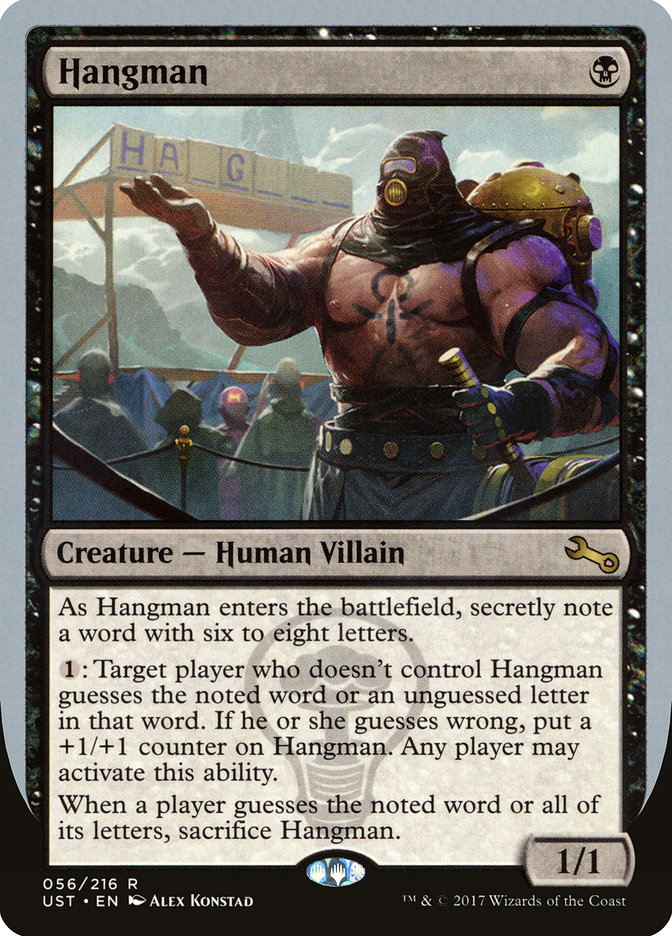 Hangman
HA_G___
Creature — Human Villain
As Hangman enters the battlefield, secretly note
a word with six to eight letters.
1: Target player who doesn't control Hangman
guesses the noted word or an unguessed letter
in that word. If he or she guesses wrong, put a
+1/+1 counter on Hangman. Any player may
activate this ability.
When a player guesses the noted word or all of
its letters, sacrifice Hangman.
1/1
056/216 R
UST • EN Alex Konstad
™ & © 2017 Wizards of the Coast